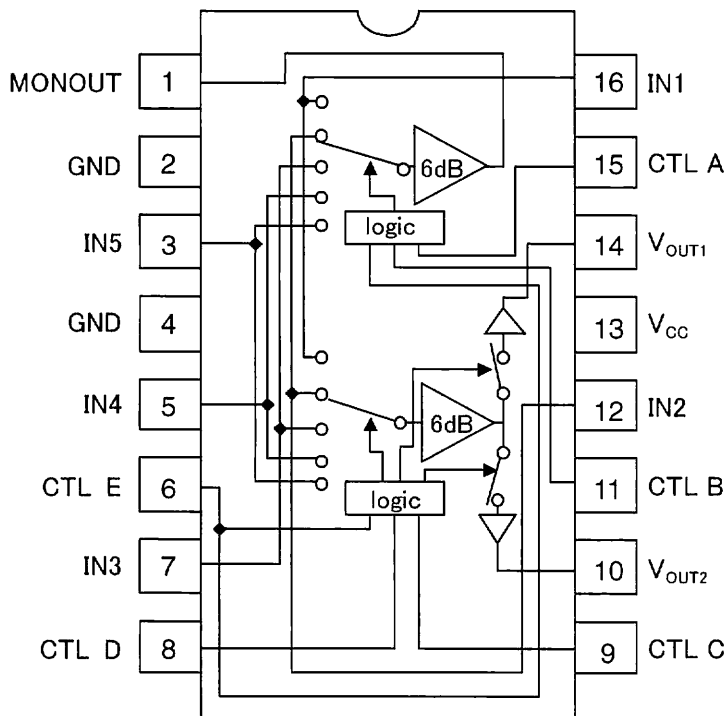 MONOUT 1 16 IN1
GND 2 6dB 15 CTL A
IN5 3 logic 14 VOUT1
GND 4 13 VCC
IN4 5 6dB 12 IN2
CTL E 6 logic 11 CTL B
IN3 7 10 VOUT2
CTL D 8 9 CTL C